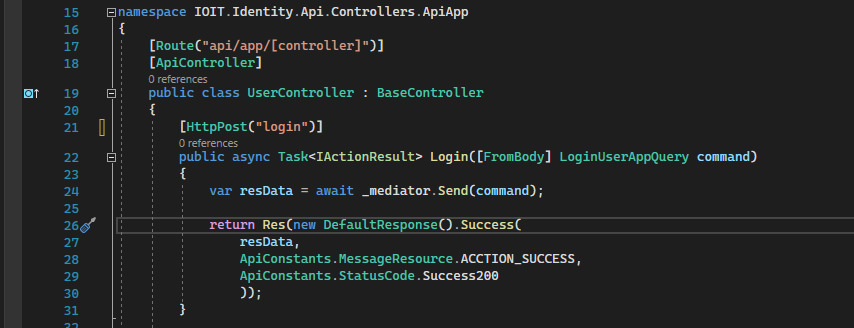 15 namespace IOIT.Identity.Api.Controllers.ApiApp
16 {
17 [Route("api/app/[controller]")]
18 [ApiController]
0 references
19 public class UserController : BaseController
20 {
21 [HttpPost("login")]
0 references
22 public async Task<IActionResult> Login([FromBody] LoginUserAppQuery command)
23 {
24 var resData = await _mediator.Send(command);
25
26 return Res(new DefaultResponse().Success(
27 resData,
28 ApiConstants.MessageResource.ACCTION_SUCCESS,
29 ApiConstants.StatusCode.Success200
30 ));
31 }
32